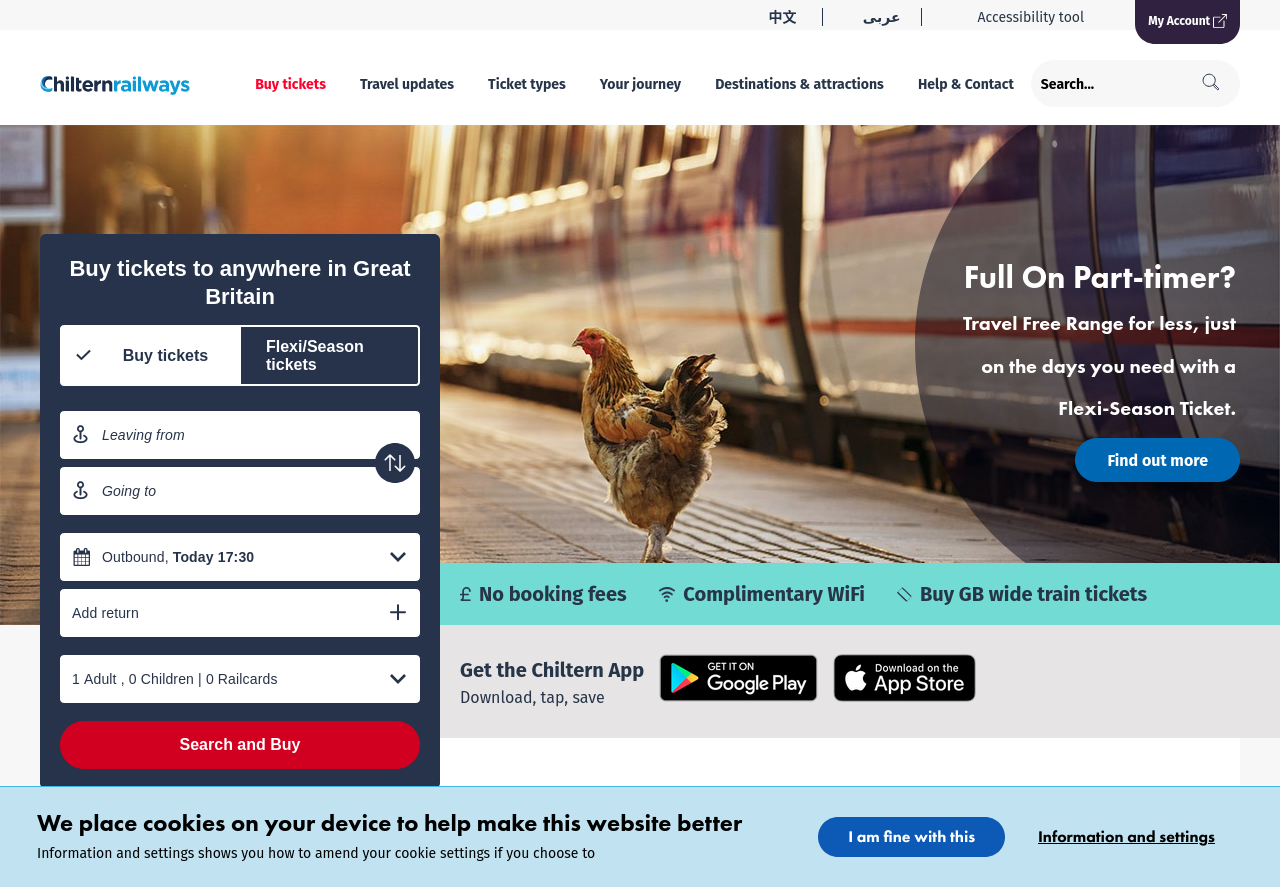 中文
عربى
Accessibility tool
My Account
Chilternrailways
Buy tickets
Travel updates
Ticket types
Your journey
Destinations & attractions
Help & Contact
Search...
Buy tickets to anywhere in Great
Britain
Buy tickets
Flexi/Season
tickets
Leaving from
Going to
Outbound, Today 17:30
Add return
1 Adult , 0 Children | 0 Railcards
Search and Buy
Full On Part-timer?
Travel Free Range for less, just
on the days you need with a
Flexi-Season Ticket.
Find out more
£ No booking fees
Complimentary WiFi
Buy GB wide train tickets
Get the Chiltern App
Download, tap, save
GET IT ON
Google Play
Download on the
App Store
We place cookies on your device to help make this website better
Information and settings shows you how to amend your cookie settings if you choose to
I am fine with this
Information and settings